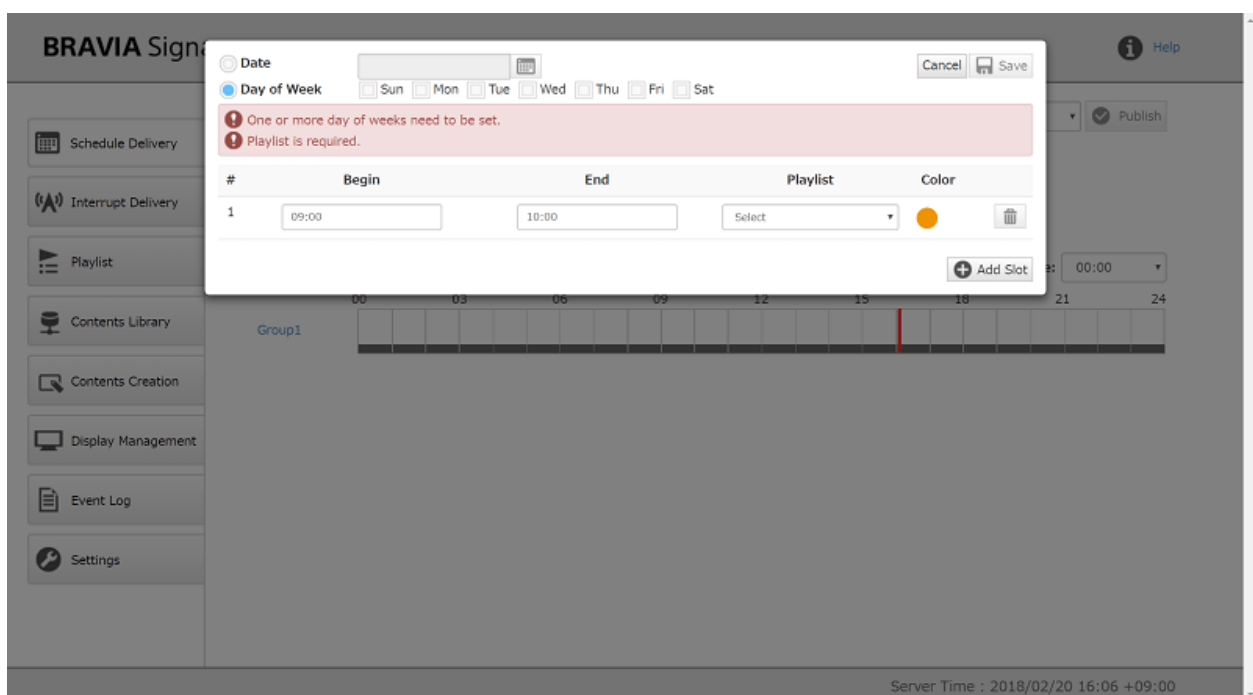 BRAVIA Signa
Help
Date
Cancel Save
Day of Week Sun Mon Tue Wed Thu Fri Sat
One or more day of weeks need to be set.
Playlist is required.
Publish
# Begin End Playlist Color
1 09:00 10:00 Select
Add Slot
e: 00:00
Schedule Delivery
Interrupt Delivery
Playlist
Contents Library
Contents Creation
Display Management
Event Log
Settings
00 03 06 09 12 15 18 21 24
Group1
Server Time : 2018/02/20 16:06 +09:00